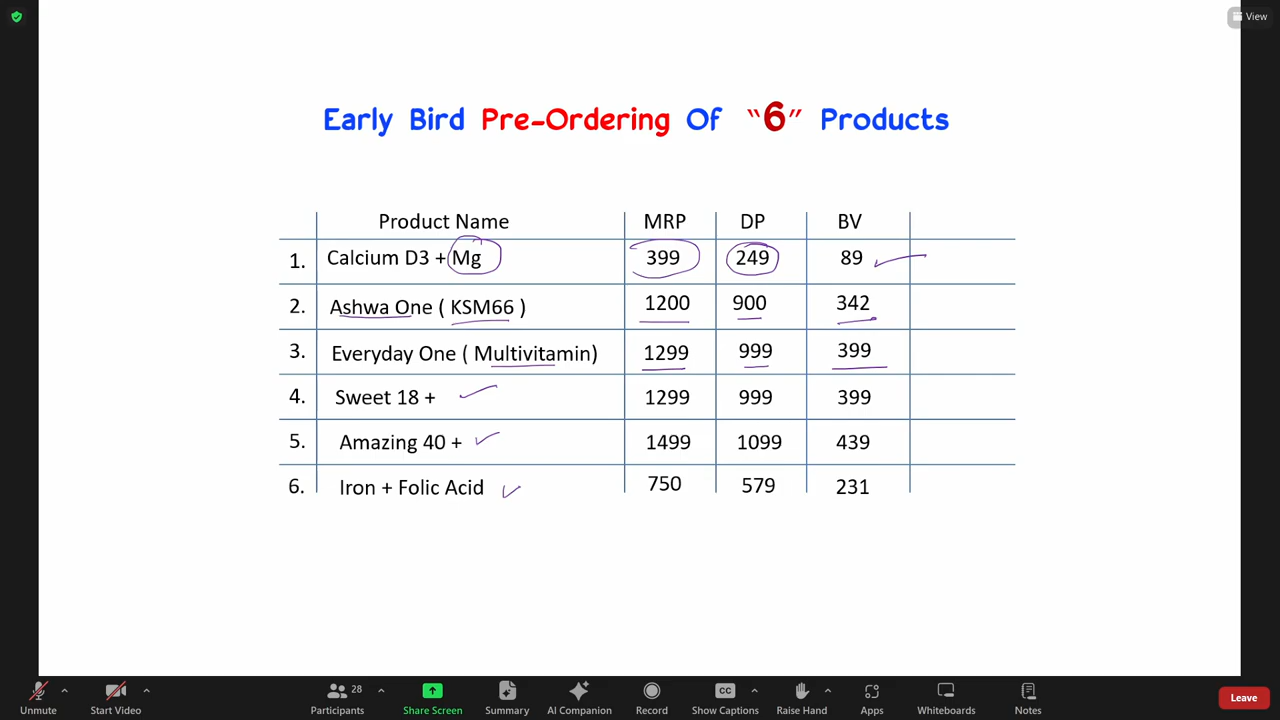 View
Early Bird Pre-Ordering Of "6" Products
Product Name MRP DP BV
1. Calcium D3 + Mg 399 249 89
2. Ashwa One ( KSM66 ) 1200 900 342
3. Everyday One ( Multivitamin) 1299 999 399
4. Sweet 18 + 1299 999 399
5. Amazing 40 + 1499 1099 439
6. Iron + Folic Acid 750 579 231
Unmute Start Video Participants 28 Share Screen Summary AI Companion Record Show Captions Raise Hand Apps Whiteboards Notes Leave